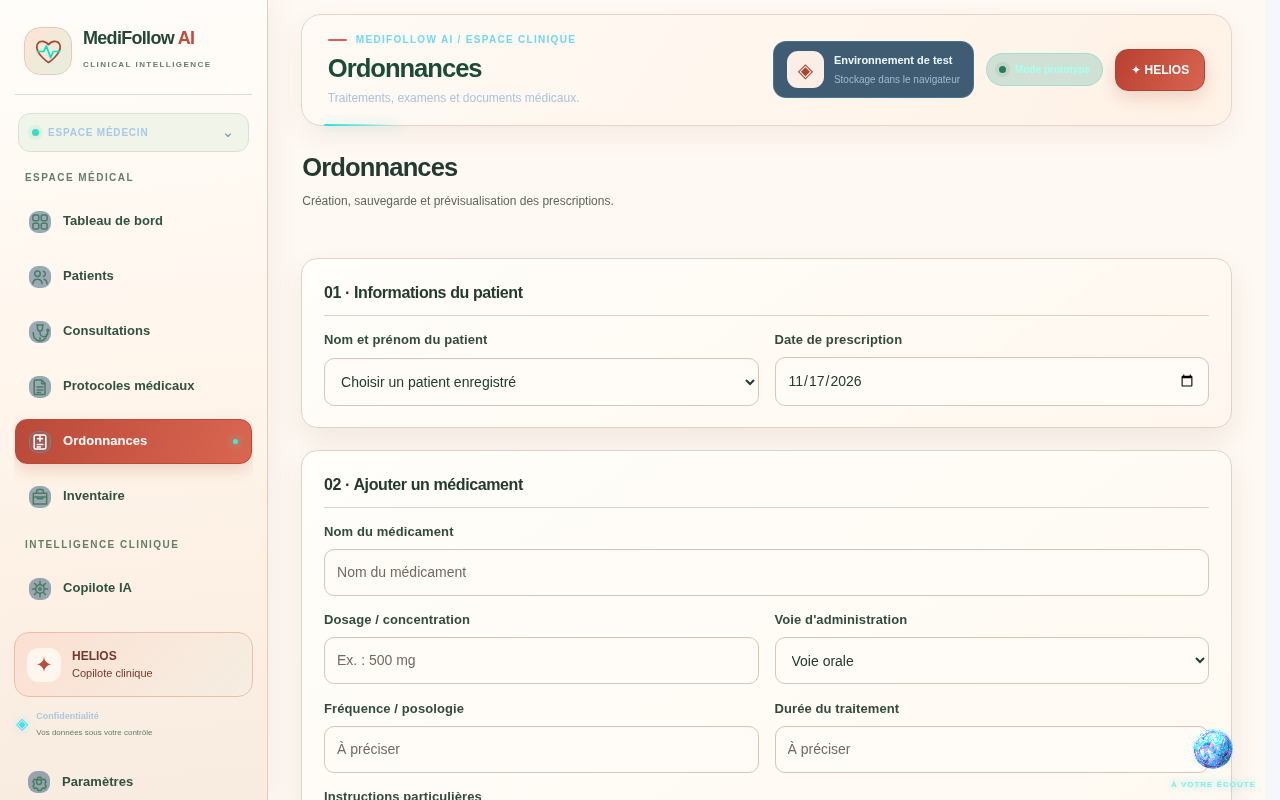 MediFollow AI
CLINICAL INTELLIGENCE
ESPACE MÉDECIN
ESPACE MÉDICAL
Tableau de bord
Patients
Consultations
Protocoles médicaux
Ordonnances
Inventaire
INTELLIGENCE CLINIQUE
Copilote IA
HELIOS
Copilote clinique
Confidentialité
Vos données sous votre contrôle
Paramètres
MEDIFOLLOW AI / ESPACE CLINIQUE
Ordonnances
Traitements, examens et documents médicaux.
Environnement de test
Stockage dans le navigateur
Mode prototype
✦ HELIOS
Ordonnances
Création, sauvegarde et prévisualisation des prescriptions.
01 · Informations du patient
Nom et prénom du patient
Choisir un patient enregistré
Date de prescription
11/17/2026
02 · Ajouter un médicament
Nom du médicament
Nom du médicament
Dosage / concentration
Ex. : 500 mg
Voie d'administration
Voie orale
Fréquence / posologie
À préciser
Durée du traitement
À préciser
Instructions particulières
À VOTRE ÉCOUTE